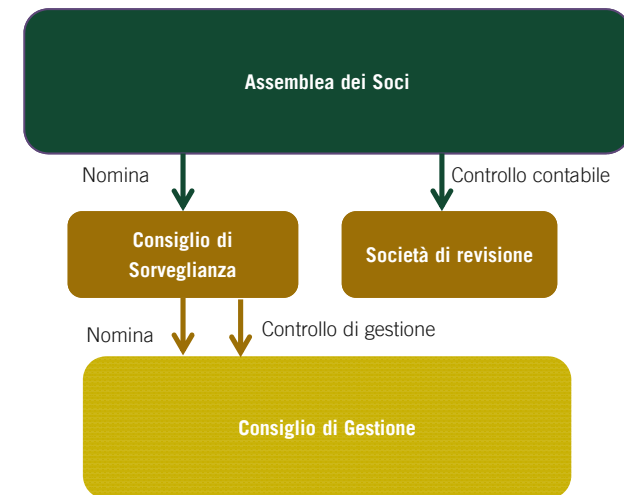 Assemblea dei Soci
Nomina
Controllo contabile
Consiglio di
Sorveglianza
Società di revisione
Nomina
Controllo di gestione
Consiglio di Gestione